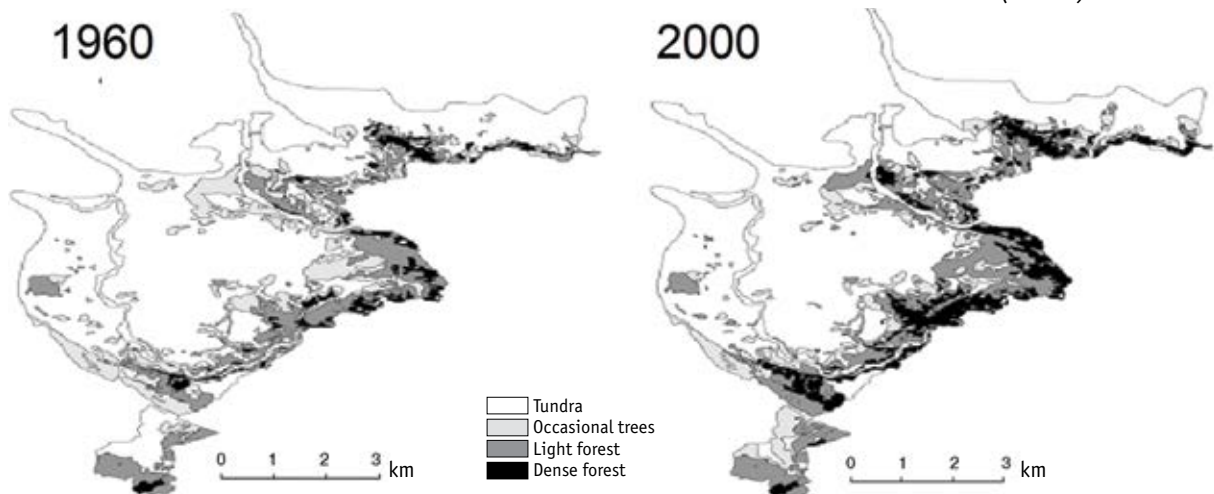 1960
2000
Tundra
Occasional trees
Light forest
Dense forest
0 1 2 3 km
0 1 2 3 km